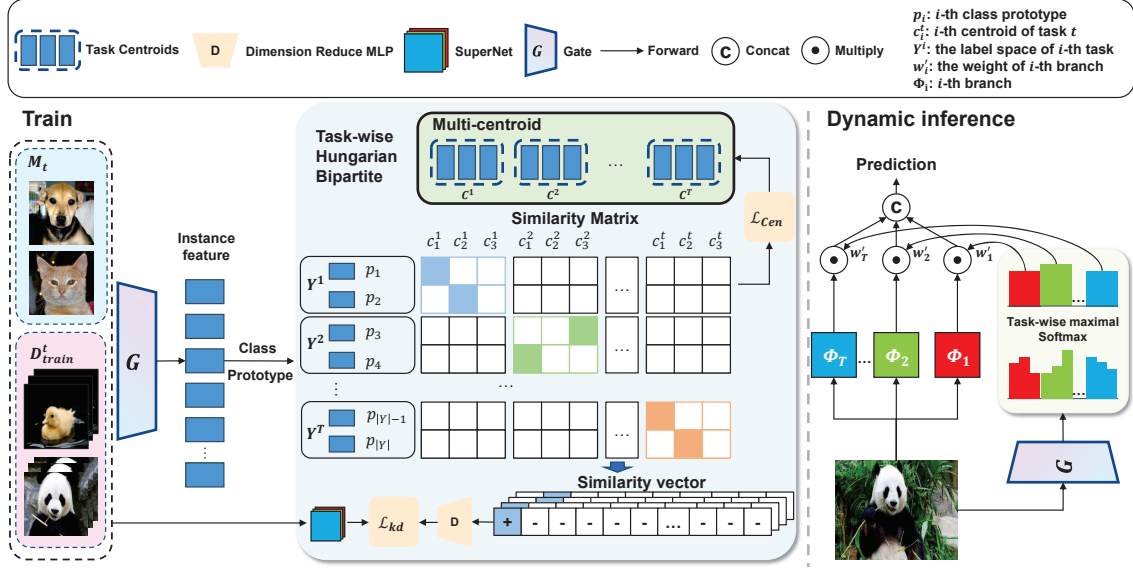 Task Centroids
D
Dimension Reduce MLP
SuperNet
G
Gate
Forward
C
Concat
Multiply
p_i: i-th class prototype
c_i^t: i-th centroid of task t
Y^i: the label space of i-th task
w_i′: the weight of i-th branch
Φ_i: i-th branch
Train
M_t
D_train^t
G
Instance
feature
Class
Prototype
Task-wise
Hungarian
Bipartite
Multi-centroid
...
C^1 C^2 C^T
ℒ_Cen
Similarity Matrix
c_1^1 c_2^1 c_3^1 c_1^2 c_2^2 c_3^2 c_1^t c_2^t c_3^t
Y^1 p_1
p_2
...
Y^2 p_3
p_4
...
⋮
...
Y^T p_|Y|−1
p_|Y|
...
Similarity vector
ℒ_kd
D
+ - - - - ... - -
Dynamic inference
Prediction
C
w_T′ w_2′ w_1′
...
Task-wise maximal
Softmax
...
Φ_T ... Φ_2 Φ_1
G